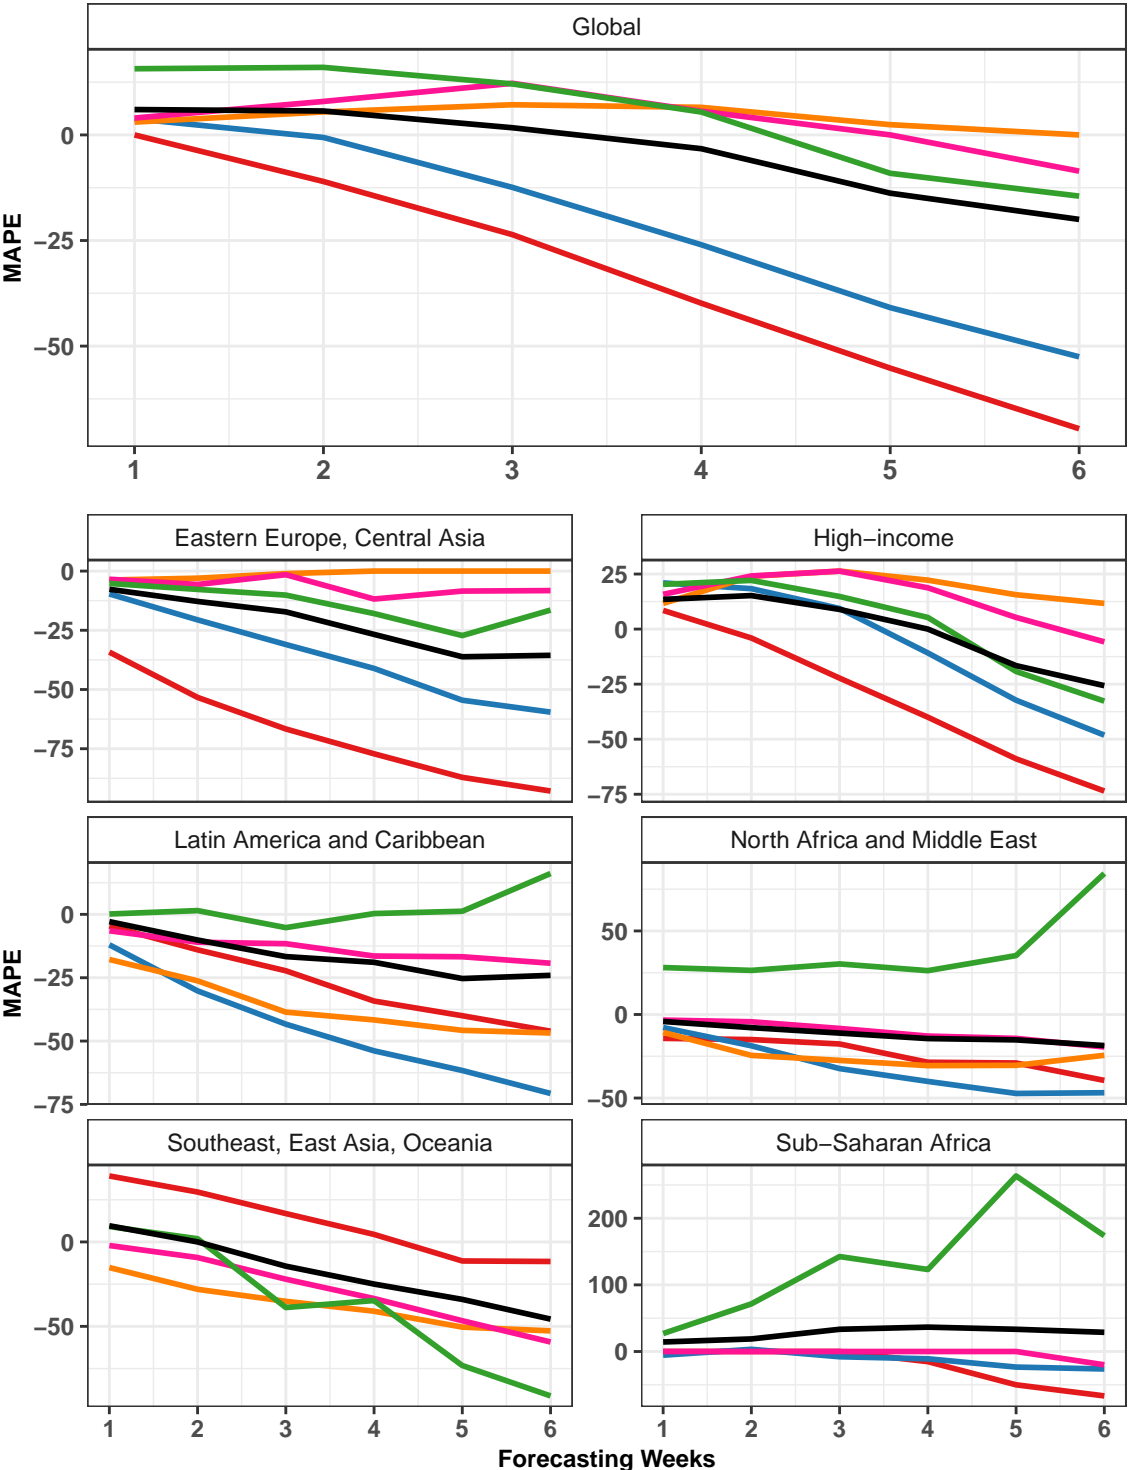 Global
0
−25
−50
MAPE
1 2 3 4 5 6
Eastern Europe, Central Asia
0
−25
−50
−75
High−income
25
0
−25
−50
−75
Latin America and Caribbean
0
−25
−50
−75
MAPE
North Africa and Middle East
50
0
−50
Southeast, East Asia, Oceania
0
−50
1 2 3 4 5 6
Sub−Saharan Africa
200
100
0
1 2 3 4 5 6
Forecasting Weeks